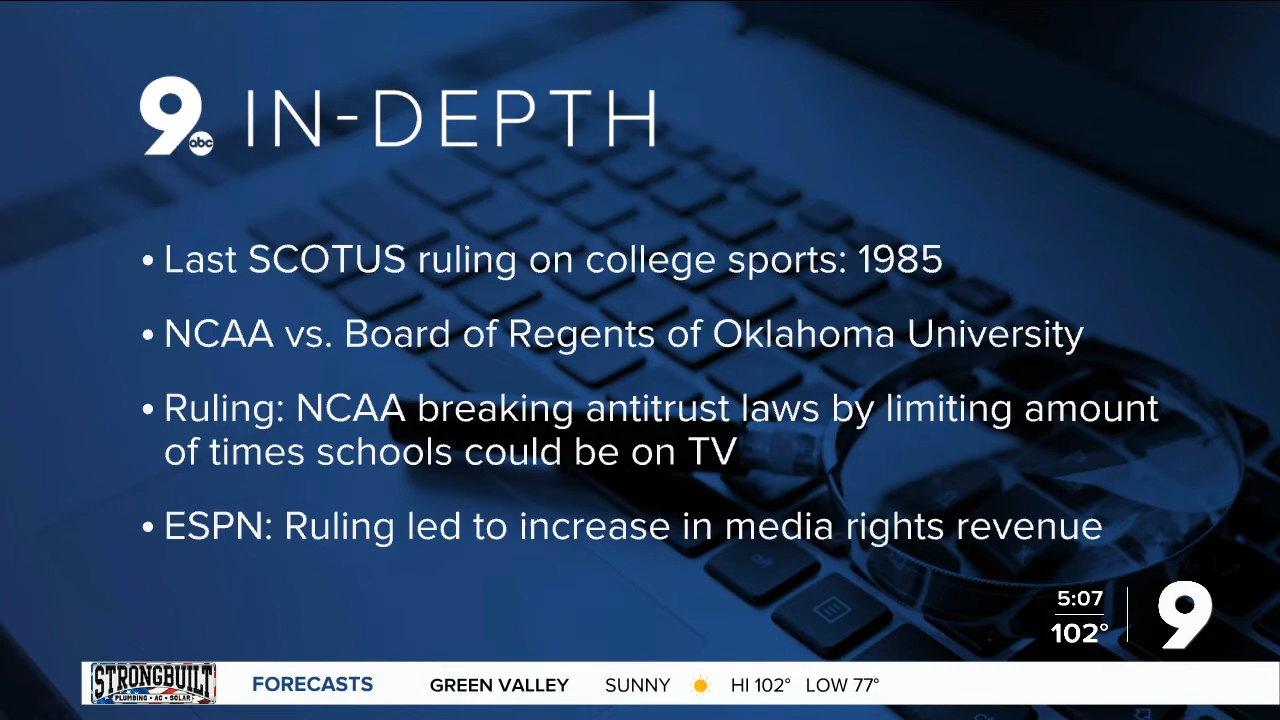 9 abc IN-DEPTH
• Last SCOTUS ruling on college sports: 1985
• NCAA vs. Board of Regents of Oklahoma University
• Ruling: NCAA breaking antitrust laws by limiting amount
of times schools could be on TV
• ESPN: Ruling led to increase in media rights revenue
5:07
102°
9
STRONGBUILT
PLUMBING • AC • SOLAR
FORECASTS GREEN VALLEY SUNNY HI 102° LOW 77°